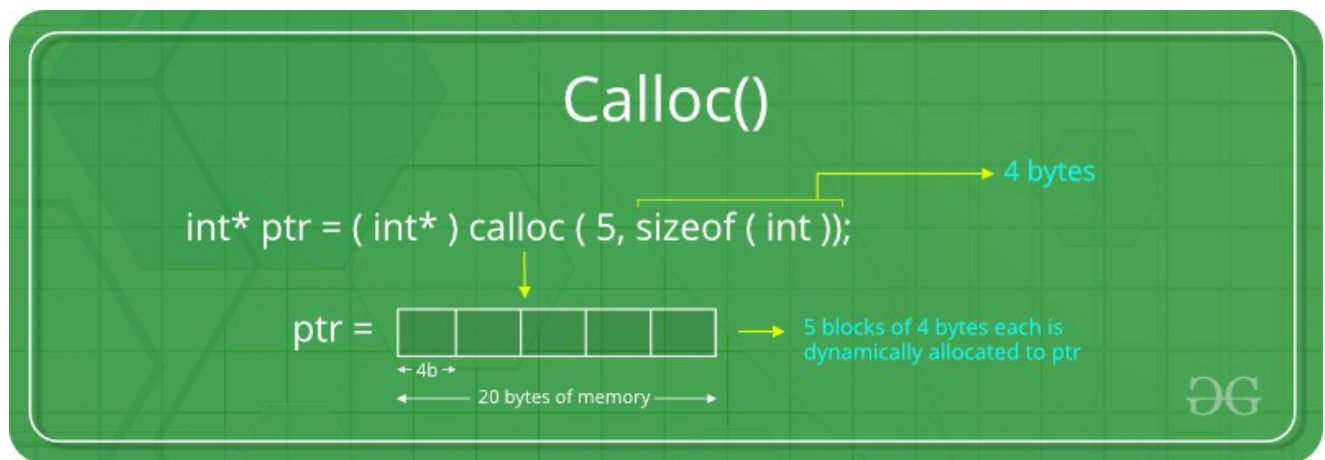 Calloc()
4 bytes
int* ptr = ( int* ) calloc ( 5, sizeof ( int ));
ptr =
5 blocks of 4 bytes each is
dynamically allocated to ptr
4b
20 bytes of memory
GG